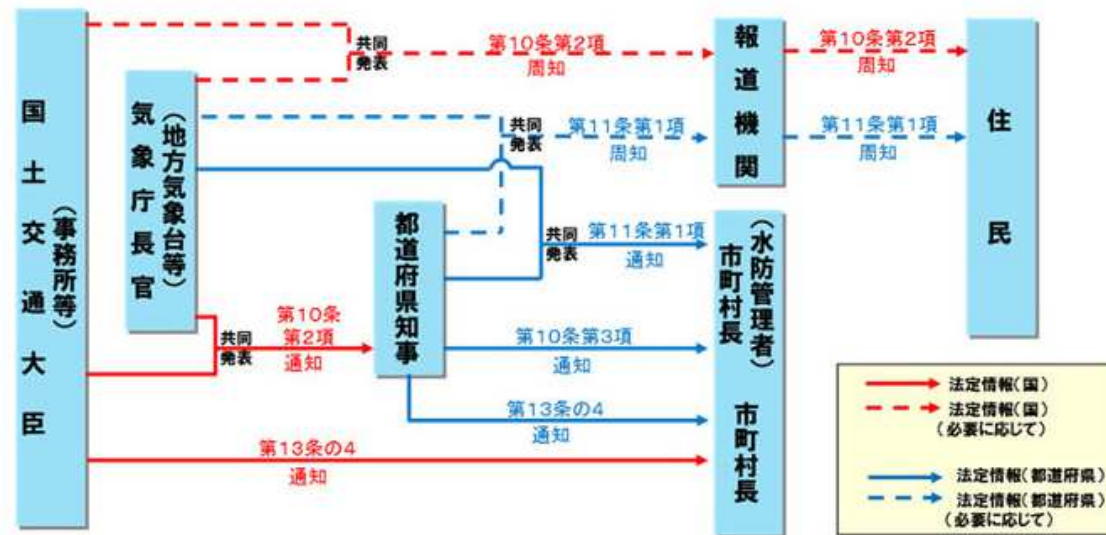 国土交通大臣
(事務所等)
気象庁長官
(地方気象台等)
共同
発表
第10条第2項
周知
報道機関
第10条第2項
周知
住民
共同
発表
第11条第1項
周知
第11条第1項
周知
都道府県知事
共同
発表
第11条第1項
通知
(水防管理者)
市町村長
共同
発表
第10条
第2項
通知
第10条第3項
通知
第13条の4
通知
市町村長
第13条の4
通知
法定情報(国)
法定情報(国)
(必要に応じて)
法定情報(都道府県)
法定情報(都道府県)
(必要に応じて)